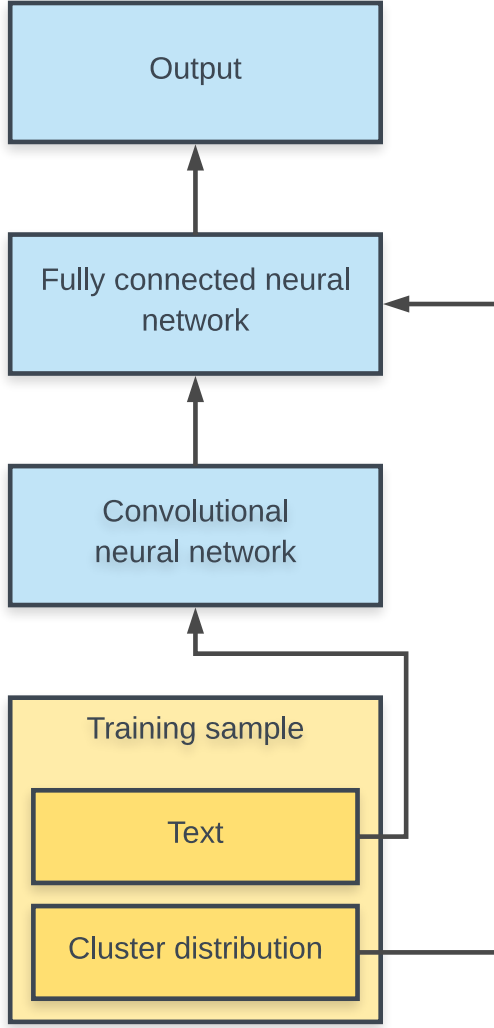 Output
Fully connected neural
network
Convolutional
neural network
Training sample
Text
Cluster distribution